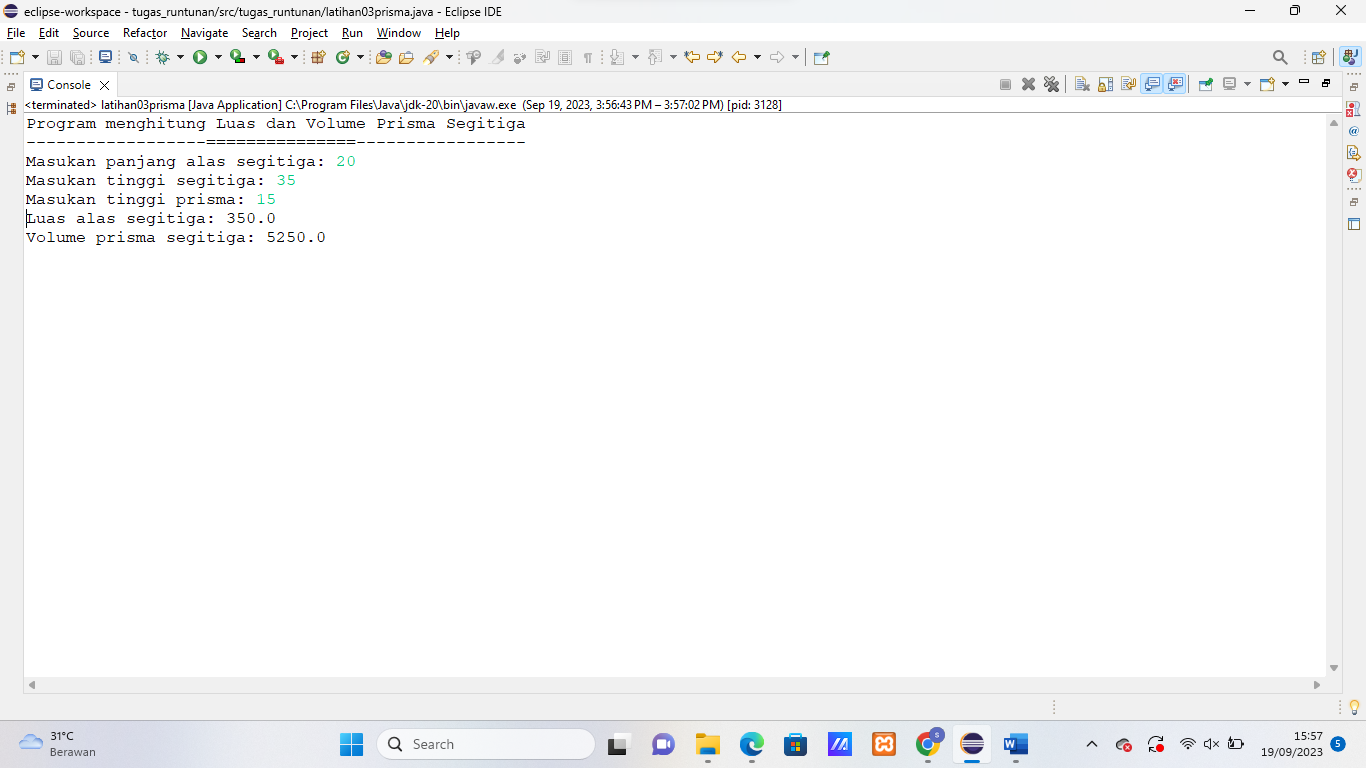 eclipse-workspace - tugas_runtunan/src/tugas_runtunan/latihan03prisma.java - Eclipse IDE
File Edit Source Refactor Navigate Search Project Run Window Help
Console
<terminated> latihan03prisma [Java Application] C:\Program Files\Java\jdk-20\bin\javaw.exe (Sep 19, 2023, 3:56:43 PM – 3:57:02 PM) [pid: 3128]
Program menghitung Luas dan Volume Prisma Segitiga
------------------===============-----------------
Masukan panjang alas segitiga: 20
Masukan tinggi segitiga: 35
Masukan tinggi prisma: 15
Luas alas segitiga: 350.0
Volume prisma segitiga: 5250.0
31°C
Berawan
Search
S
15:57
19/09/2023
5